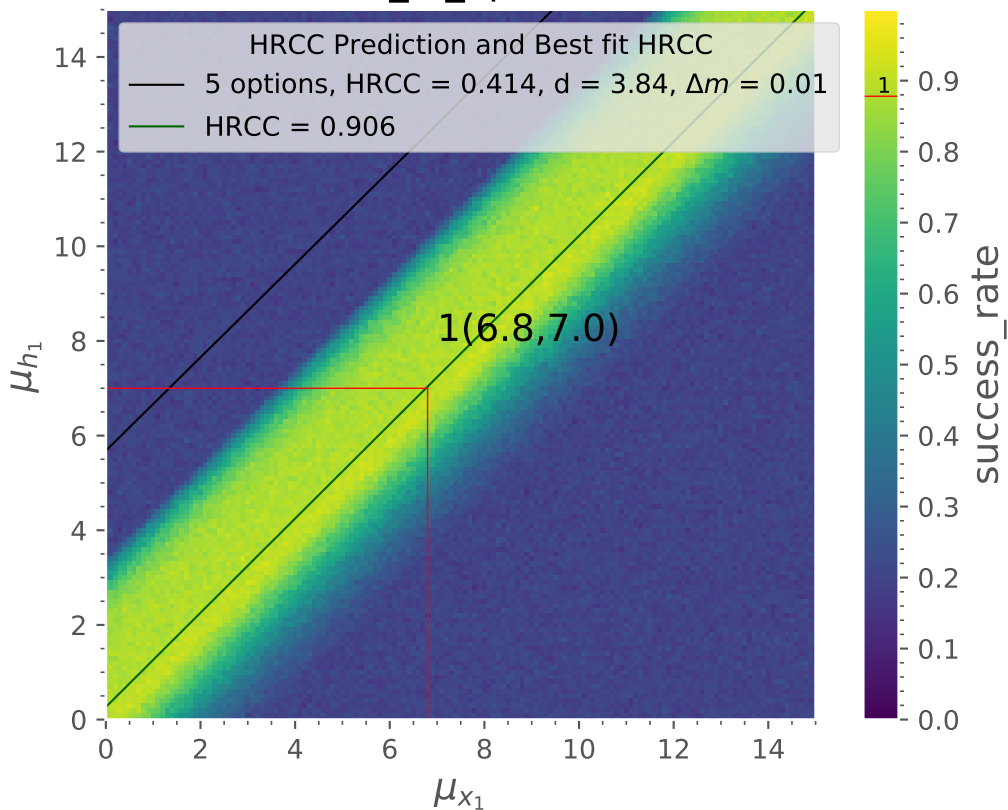 HRCC Prediction and Best fit HRCC
5 options, HRCC = 0.414, d = 3.84, Δm = 0.01
HRCC = 0.906
1(6.8,7.0)
14
12
10
8
6
4
2
0
μh₁
0 2 4 6 8 10 12 14
μx₁
1
0.9
0.8
0.7
0.6
0.5
0.4
0.3
0.2
0.1
0.0
success_rate